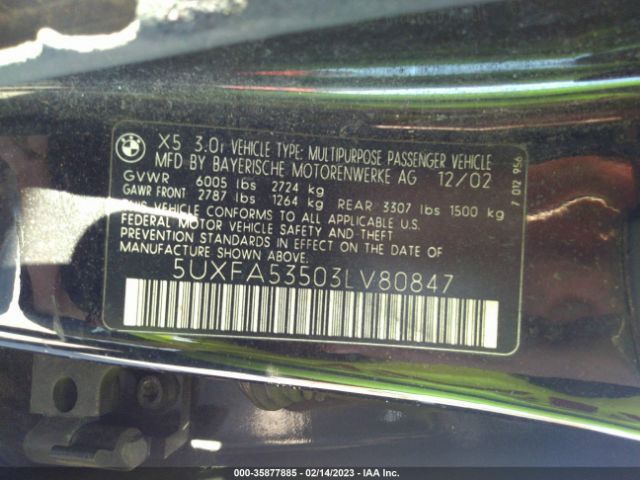 BMW
X5 3.0i VEHICLE TYPE: MULTIPURPOSE PASSENGER VEHICLE
MFD BY BAYERISCHE MOTORENWERKE AG 12/02
GVWR 6005 lbs 2724 kg
GAWR FRONT 2787 lbs 1264 kg REAR 3307 lbs 1500 kg
THIS VEHICLE CONFORMS TO ALL APPLICABLE U.S.
FEDERAL MOTOR VEHICLE SAFETY AND THEFT
PREVENTION STANDARDS IN EFFECT ON THE DATE OF
MANUFACTURE SHOWN ABOVE.
5UXFA53503LV80847
7 012 956
000-35877885 - 02/14/2023 - IAA Inc.